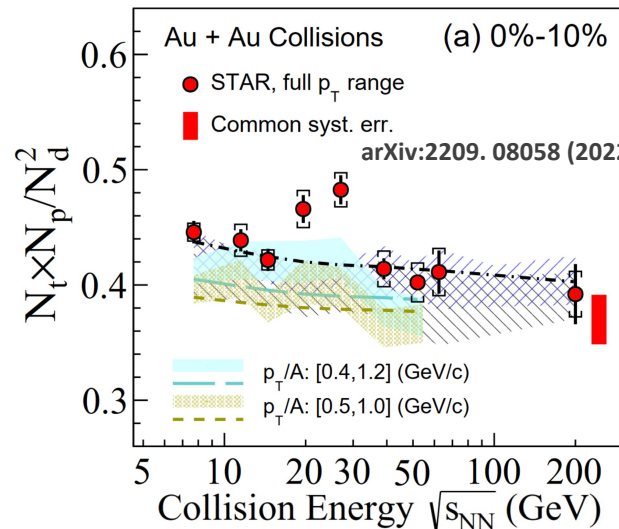 Au + Au Collisions (a) 0%-10%
STAR, full p_T range
Common syst. err.
arXiv:2209. 08058 (2022
N_t×N_p/N_d^2
0.6
0.5
0.4
0.3
p_T/A: [0.4,1.2] (GeV/c)
p_T/A: [0.5,1.0] (GeV/c)
5 10 20 30 100 200
Collision Energy √s_NN (GeV)